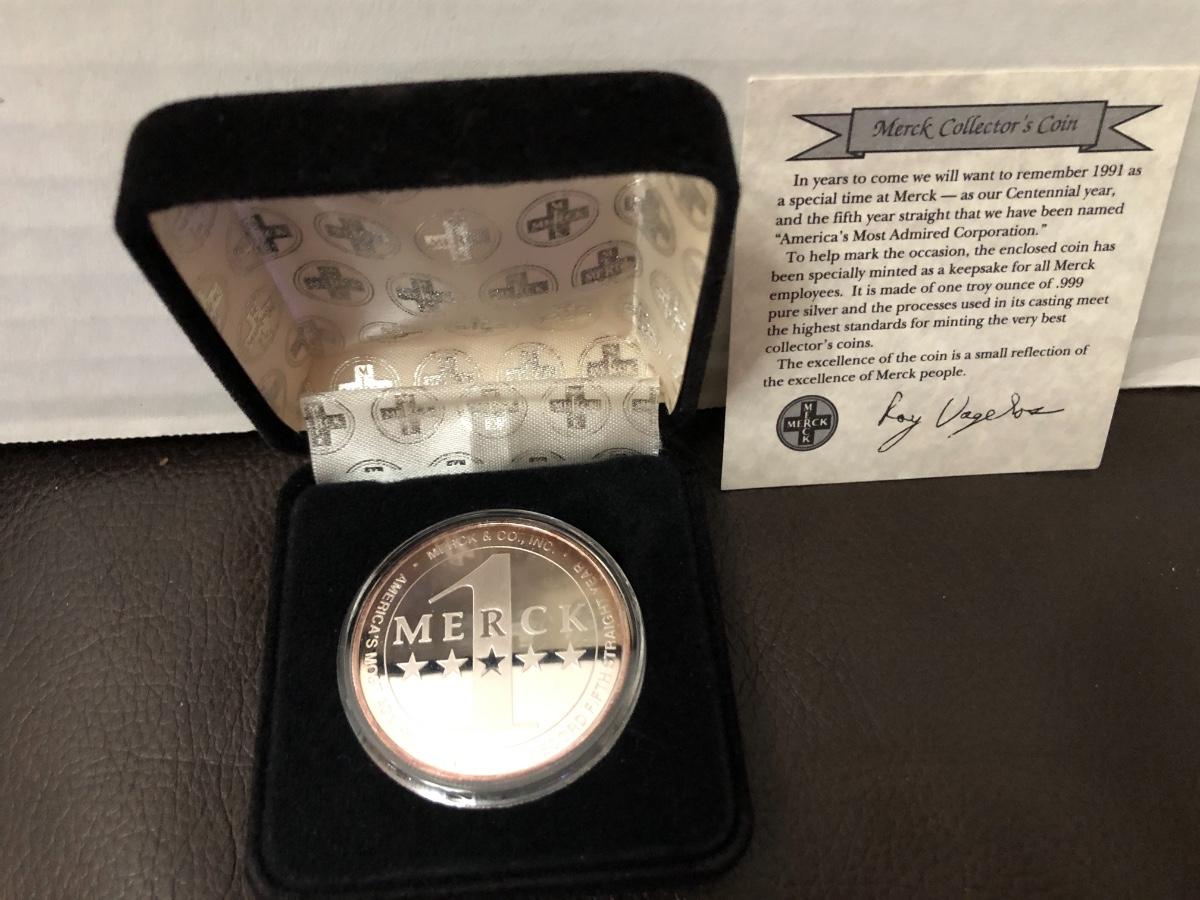 Merck Collector's Coin
In years to come we will want to remember 1991 as
a special time at Merck — as our Centennial year,
and the fifth year straight that we have been named
"America's Most Admired Corporation."
To help mark the occasion, the enclosed coin has
been specially minted as a keepsake for all Merck
employees. It is made of one troy ounce of .999
pure silver and the processes used in its casting meet
the highest standards for minting the very best
collector's coins.
The excellence of the coin is a small reflection of
the excellence of Merck people.
MERCK
MERCK
Roy Vagelos
MERCK & CO., INC.
AMERICA'S
FIFTH STRAIGHT YEAR
1
MERCK